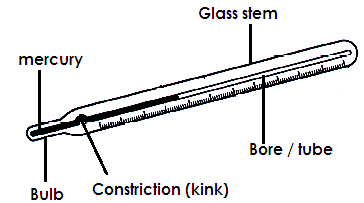 Glass stem
mercury
Bore / tube
Constriction (kink)
Bulb